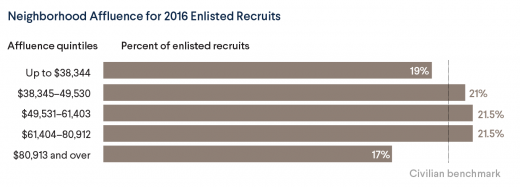 Neighborhood Affluence for 2016 Enlisted Recruits
Affluence quintiles Percent of enlisted recruits
Up to $38,344 19%
$38,345–49,530 21%
$49,531–61,403 21.5%
$61,404–80,912 21.5%
$80,913 and over 17%
Civilian benchmark